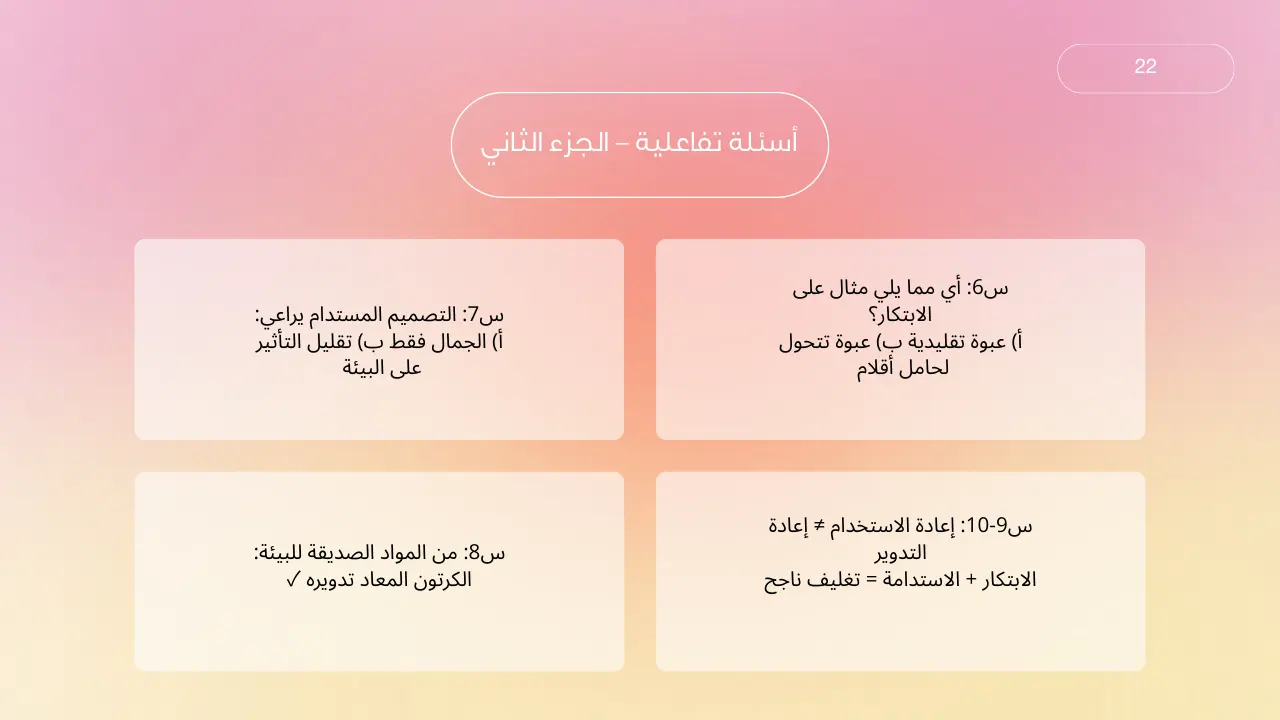 22
أسئلة تفاعلية – الجزء الثاني
س6: أي مما يلي مثال على
الابتكار؟
أ) عبوة تقليدية ب) عبوة تتحول
لحامل أقلام
س7: التصميم المستدام يراعي:
أ) الجمال فقط ب) تقليل التأثير
على البيئة
س9-10: إعادة الاستخدام ≠ إعادة
التدوير
الابتكار + الاستدامة = تغليف ناجح
س8: من المواد الصديقة للبيئة:
الكرتون المعاد تدويره ✓